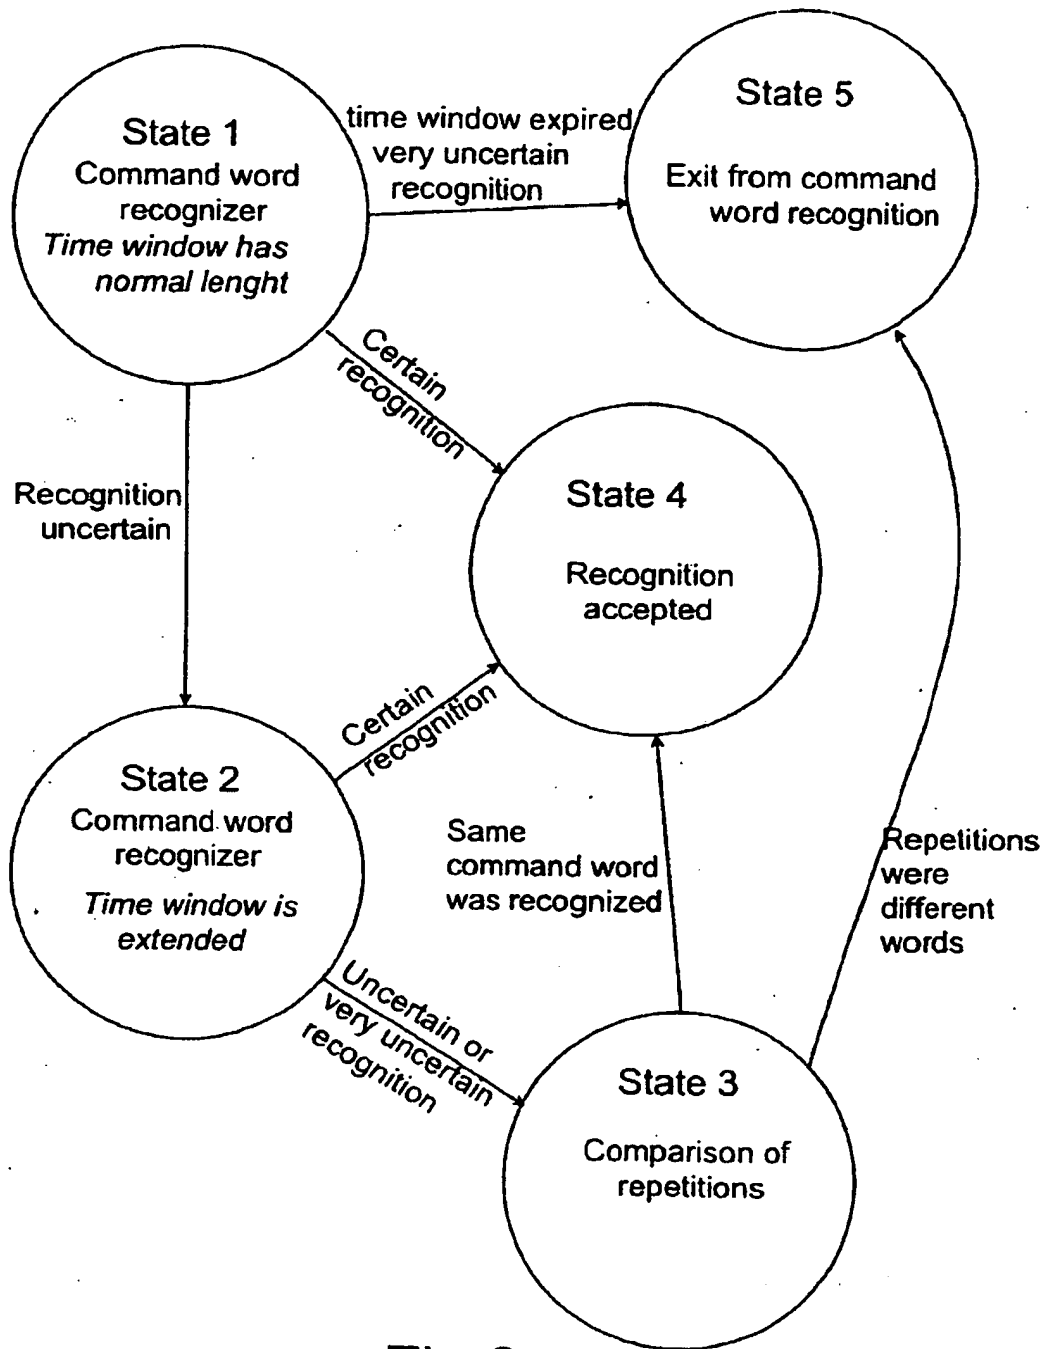 State 1
Command word
recognizer
Time window has
normal lenght
time window expired
very uncertain
recognition
State 5
Exit from command
word recognition
Certain
recognition
Recognition
uncertain
State 4
Recognition
accepted
Certain
recognition
State 2
Command word
recognizer
Time window is
extended
Same
command word
was recognized
Repetitions
were
different
words
Uncertain or
very uncertain
recognition
State 3
Comparison of
repetitions